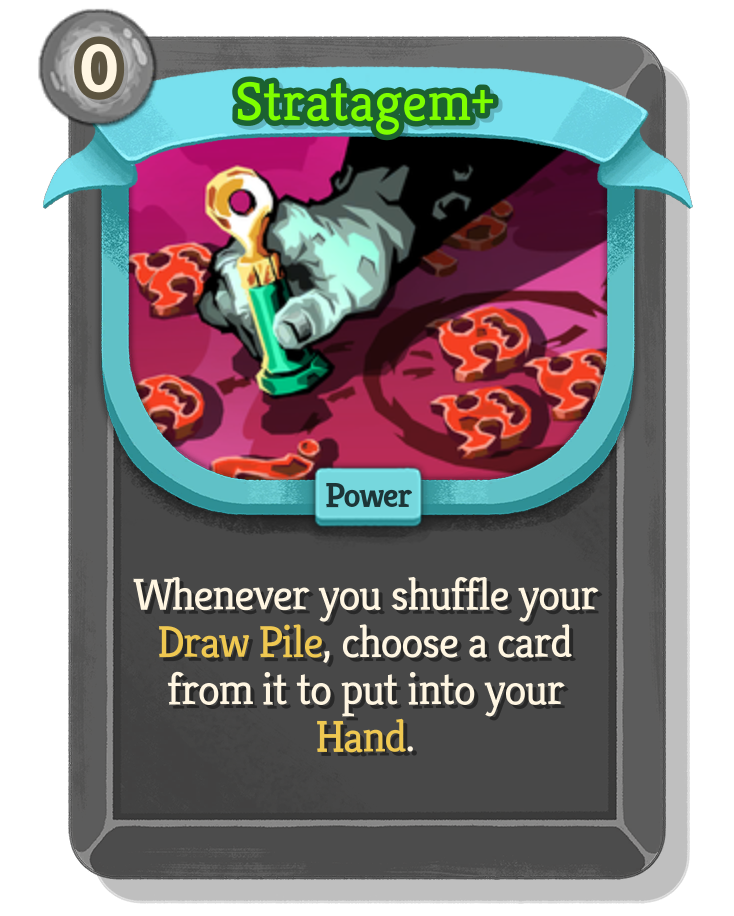 0
Stratagem+
Power
Whenever you shuffle your
Draw Pile, choose a card
from it to put into your
Hand.